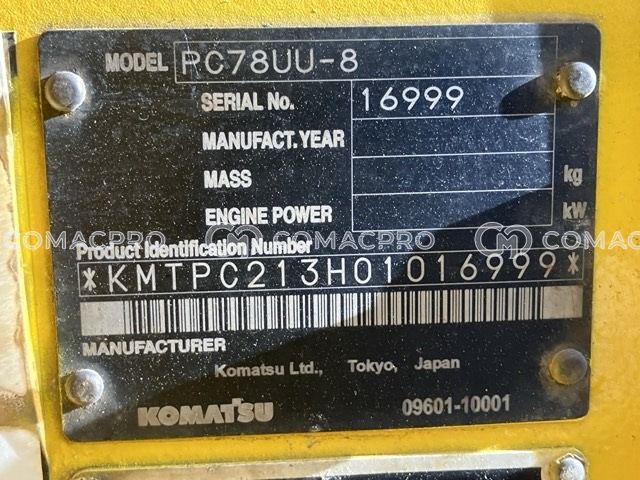 MODEL PC78UU-8
SERIAL No. 16999
MANUFACT.YEAR
MASS kg
ENGINE POWER kW
COMACPRO COMACPRO COMACPRO
Product Identification Number
*KMTPC213H01016999*
MANUFACTURER
Komatsu Ltd., Tokyo, Japan
KOMATSU 09601-10001